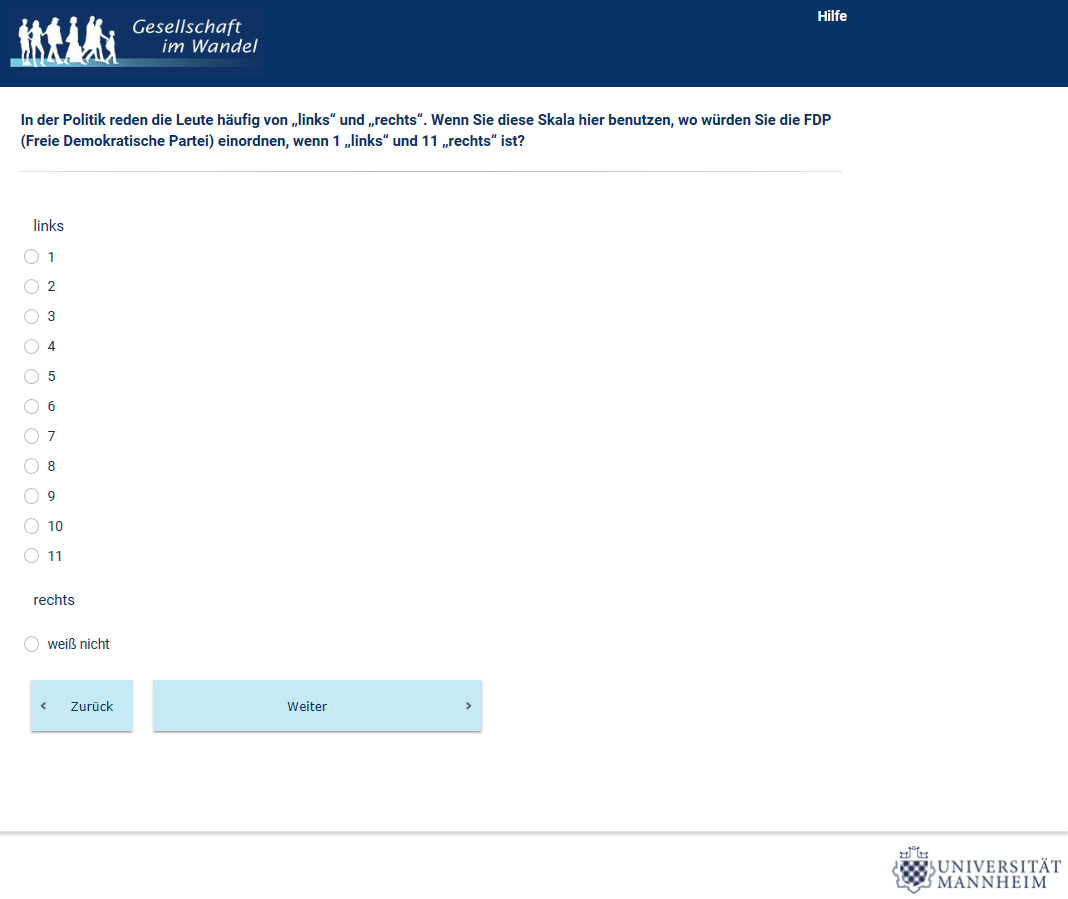 Gesellschaft
im Wandel
Hilfe
In der Politik reden die Leute häufig von „links“ und „rechts“. Wenn Sie diese Skala hier benutzen, wo würden Sie die FDP
(Freie Demokratische Partei) einordnen, wenn 1 „links“ und 11 „rechts“ ist?
links
1
2
3
4
5
6
7
8
9
10
11
rechts
weiß nicht
‹ Zurück
Weiter ›
UNIVERSITÄT
MANNHEIM